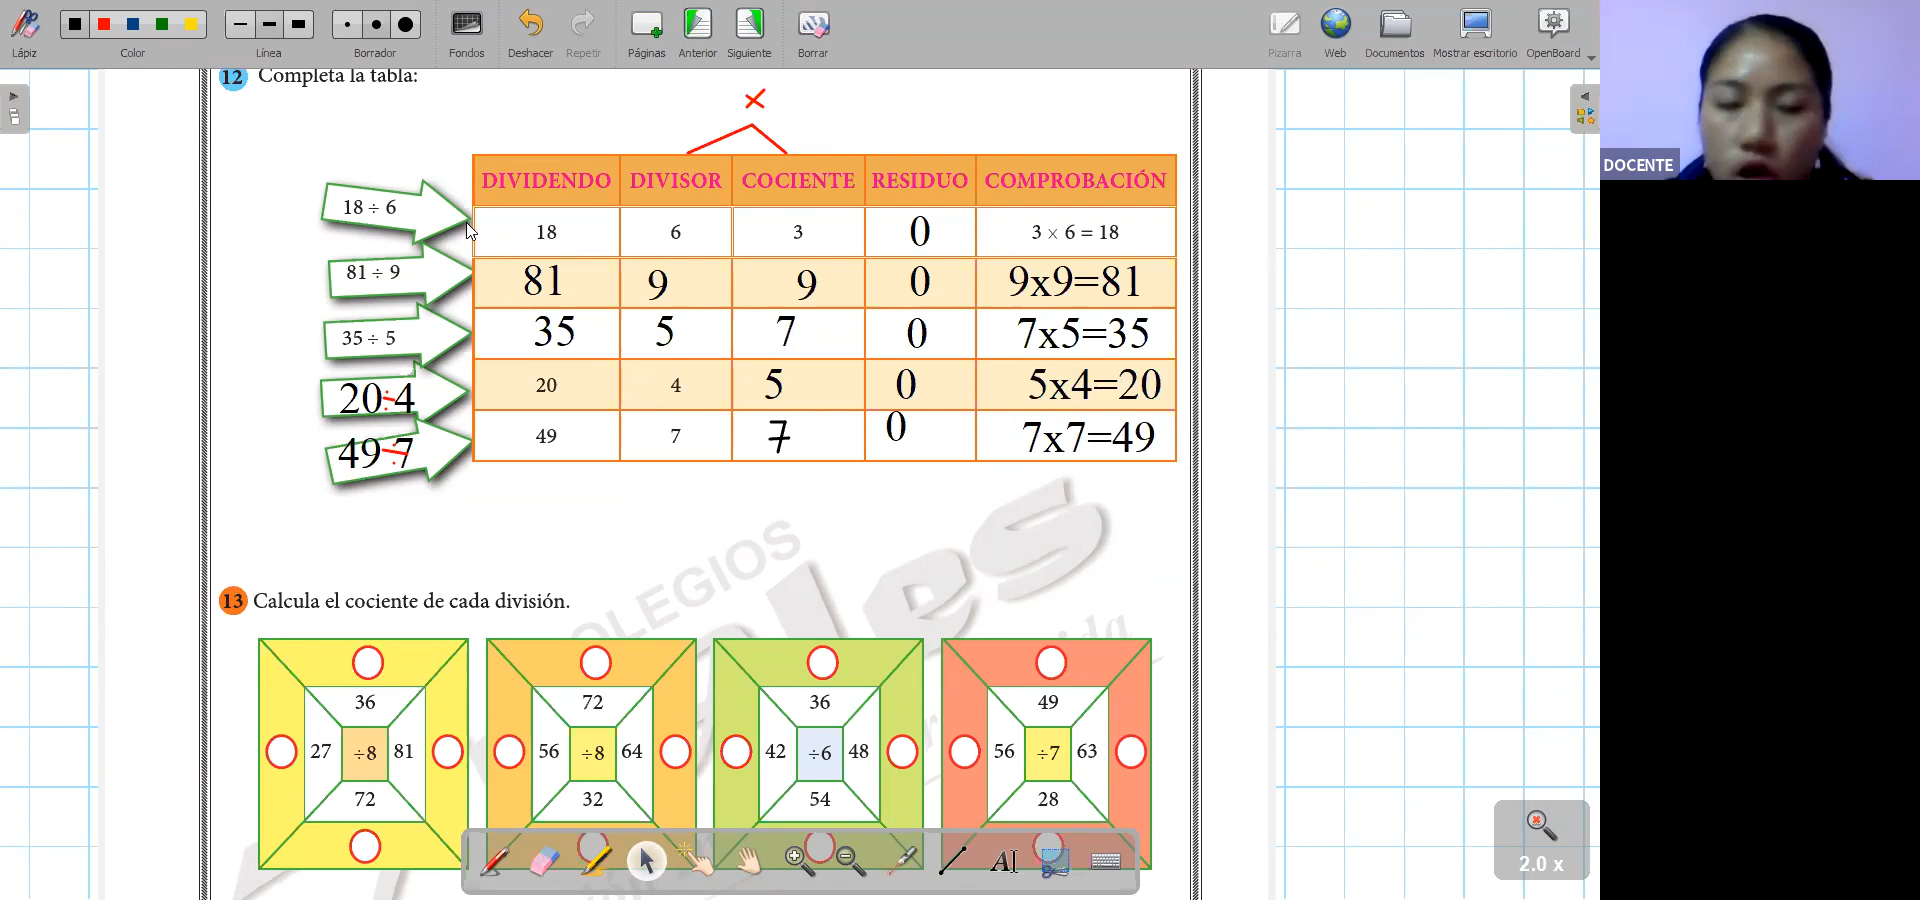 Lápiz
Color
Línea
Borrador
Fondos
Deshacer
Repetir
Páginas
Anterior
Siguiente
Borrar
Pizarra
Web
Documentos
Mostrar escritorio
OpenBoard
DOCENTE
12 Completa la tabla:
×
DIVIDENDO DIVISOR COCIENTE RESIDUO COMPROBACIÓN
18 ÷ 6 18 6 3 0 3 × 6 = 18
81 ÷ 9 81 9 9 0 9x9=81
35 ÷ 5 35 5 7 0 7x5=35
20÷4 20 4 5 0 5x4=20
49÷7 49 7 7 0 7x7=49
COLEGIOS
13 Calcula el cociente de cada división.
36 72 36 49
27 ÷8 81 56 ÷8 64 42 ÷6 48 56 ÷7 63
72 32 54 28
AI
2.0 x